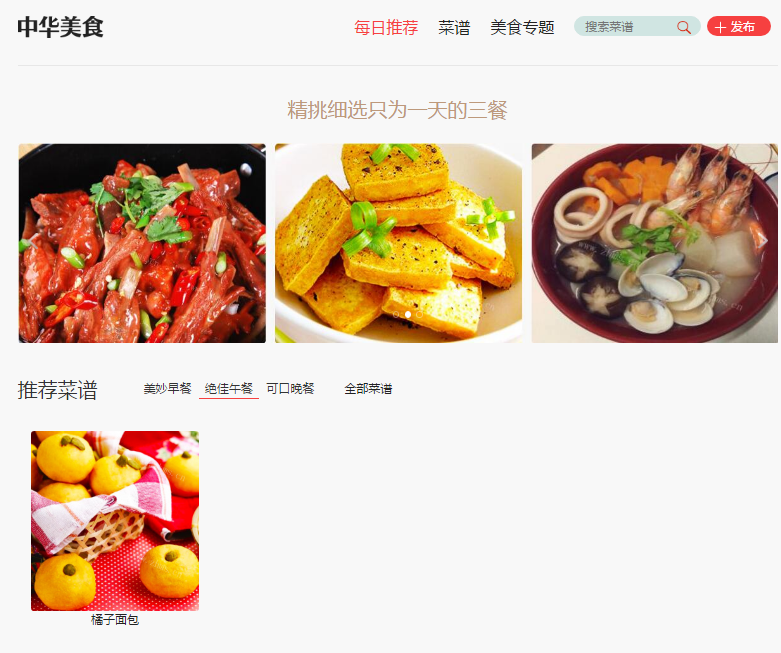 中华美食
每日推荐 菜谱 美食专题 搜索菜谱 发布
精挑细选只为一天的三餐
推荐菜谱 美妙早餐 绝佳午餐 可口晚餐 全部菜谱
橘子面包